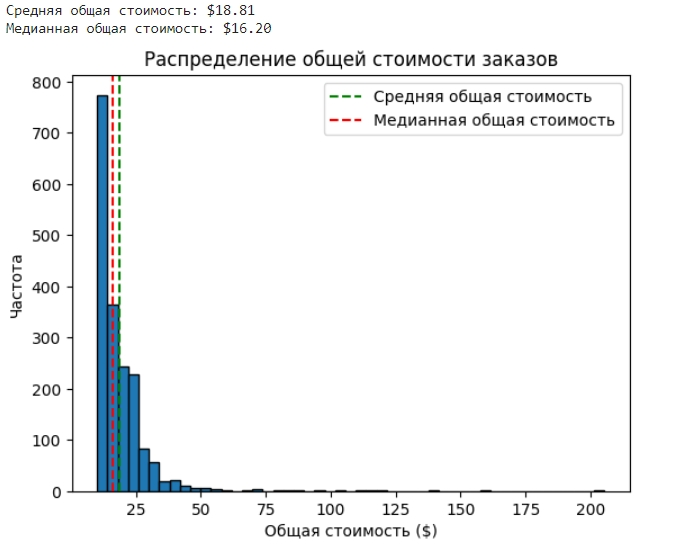 Средняя общая стоимость: $18.81
Медианная общая стоимость: $16.20
Распределение общей стоимости заказов
Средняя общая стоимость
Медианная общая стоимость
800
700
600
500
400
300
200
100
0
Частота
25 50 75 100 125 150 175 200
Общая стоимость ($)